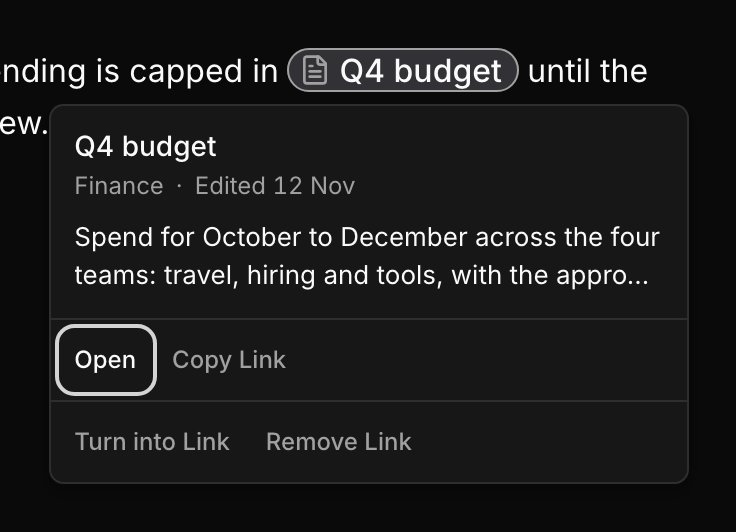 nding is capped in Q4 budget until the
ew.
Q4 budget
Finance · Edited 12 Nov
Spend for October to December across the four
teams: travel, hiring and tools, with the appro...
Open Copy Link
Turn into Link Remove Link